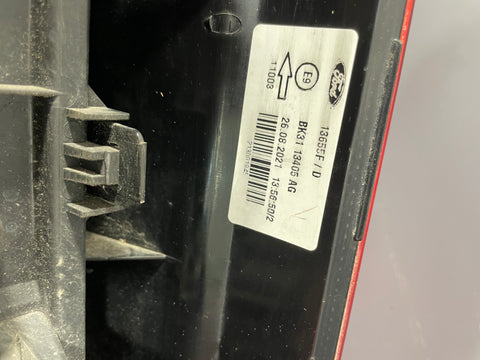 Ford
13655F / D
E9
BK31 13405 AG
11003
26.08.2021 13:56:50/2